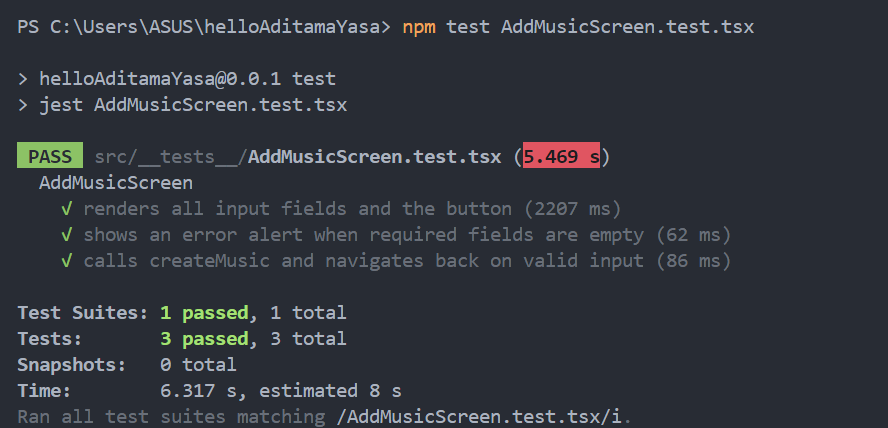 PS C:\Users\ASUS\helloAditamaYasa> npm test AddMusicScreen.test.tsx
> helloAditamaYasa@0.0.1 test
> jest AddMusicScreen.test.tsx
PASS src/__tests__/AddMusicScreen.test.tsx (5.469 s)
AddMusicScreen
√ renders all input fields and the button (2207 ms)
√ shows an error alert when required fields are empty (62 ms)
√ calls createMusic and navigates back on valid input (86 ms)
Test Suites: 1 passed, 1 total
Tests: 3 passed, 3 total
Snapshots: 0 total
Time: 6.317 s, estimated 8 s
Ran all test suites matching /AddMusicScreen.test.tsx/i.